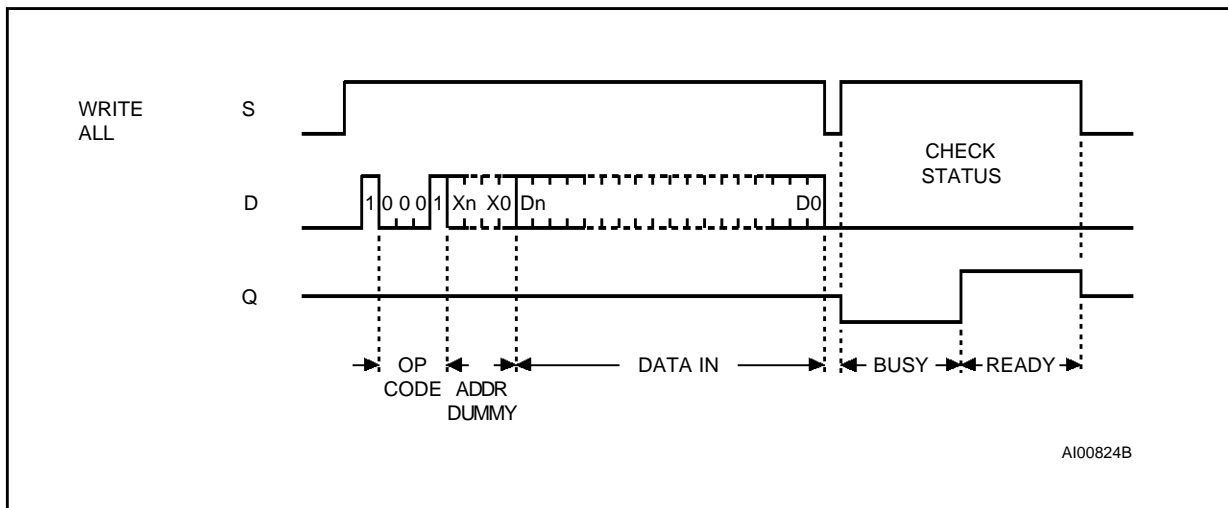 WRITE
ALL
S
CHECK
STATUS
D
1 0 0 0 1 Xn X0 Dn D0
Q
OP
CODE
ADDR
DUMMY
DATA IN
BUSY
READY
AI00824B